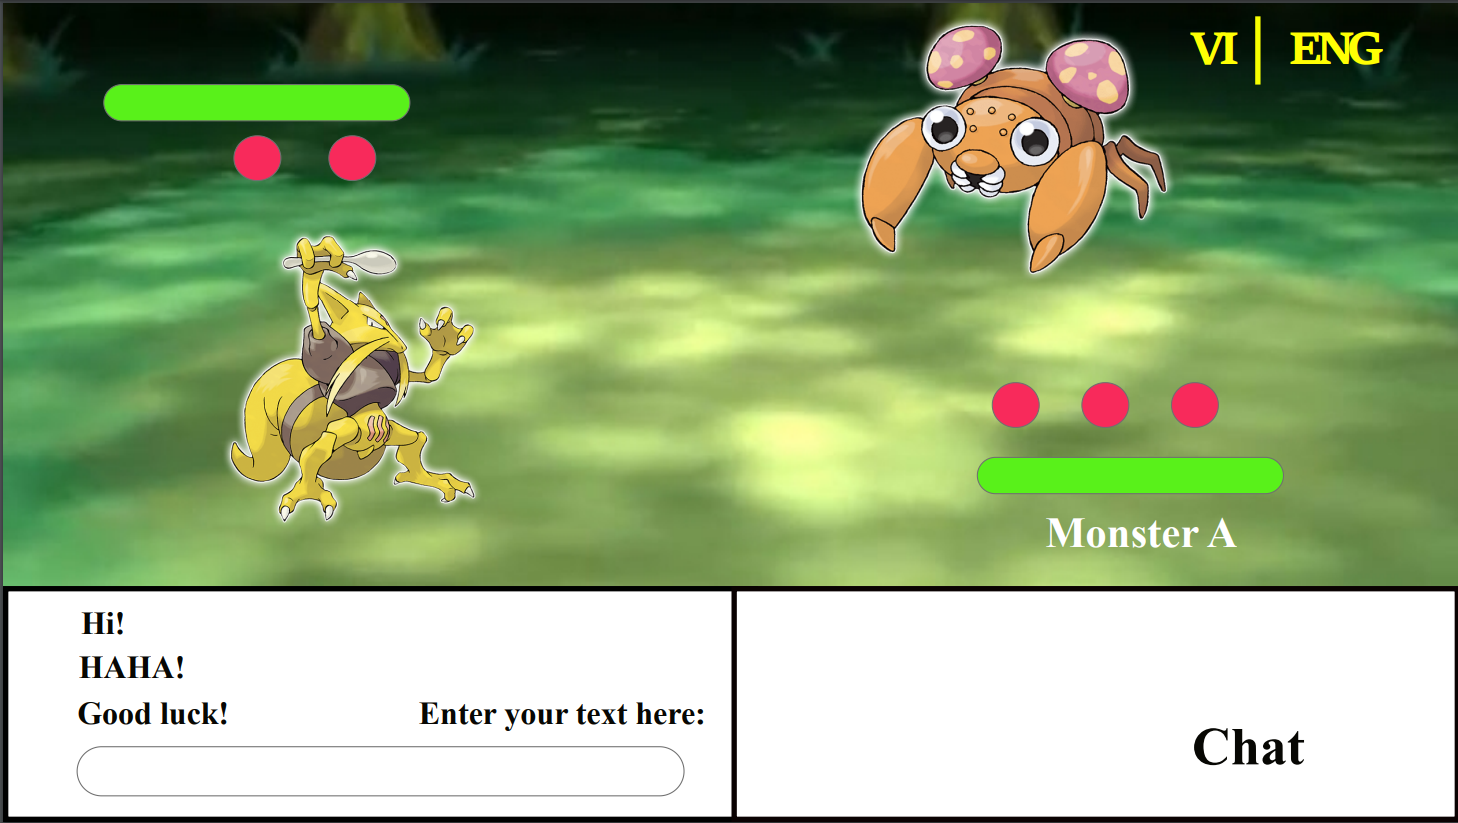 VI | ENG
Monster A
Hi!
HAHA!
Good luck!
Enter your text here:
Chat